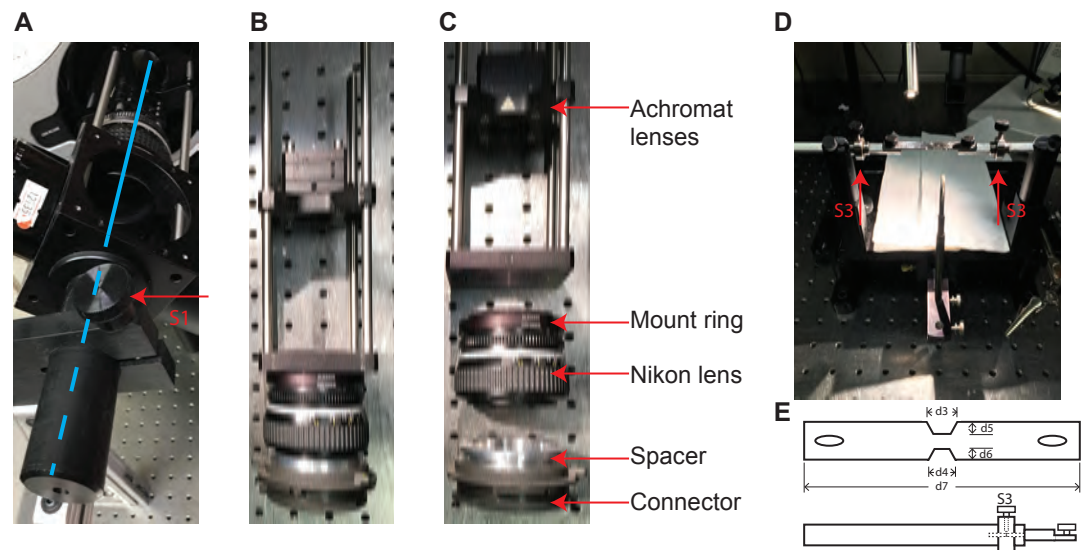 A
B
C
D
S1
Achromat
lenses
Mount ring
Nikon lens
Spacer
Connector
S3
S3
E
d3
d5
d6
d4
d7
S3